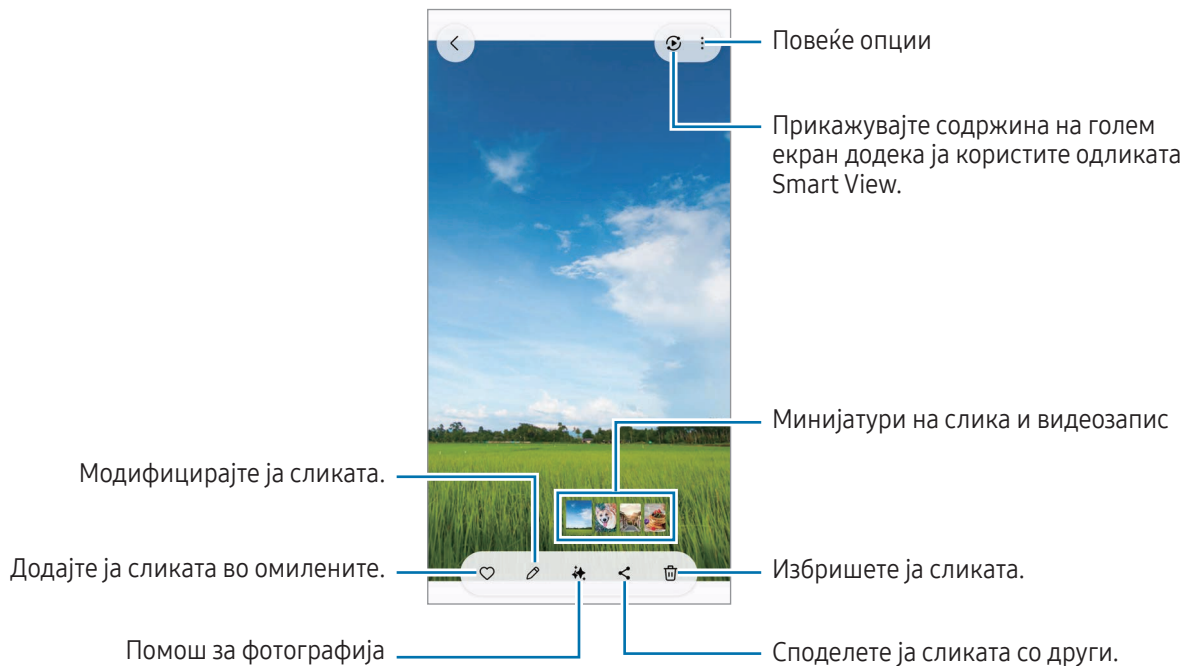 Повеќе опции
Прикажувајте содржина на голем
екран додека ја користите одликата
Smart View.
Минијатури на слика и видеозапис
Модифицирајте ја сликата.
Додајте ја сликата во омилените.
Избришете ја сликата.
Помош за фотографија
Споделете ја сликата со други.